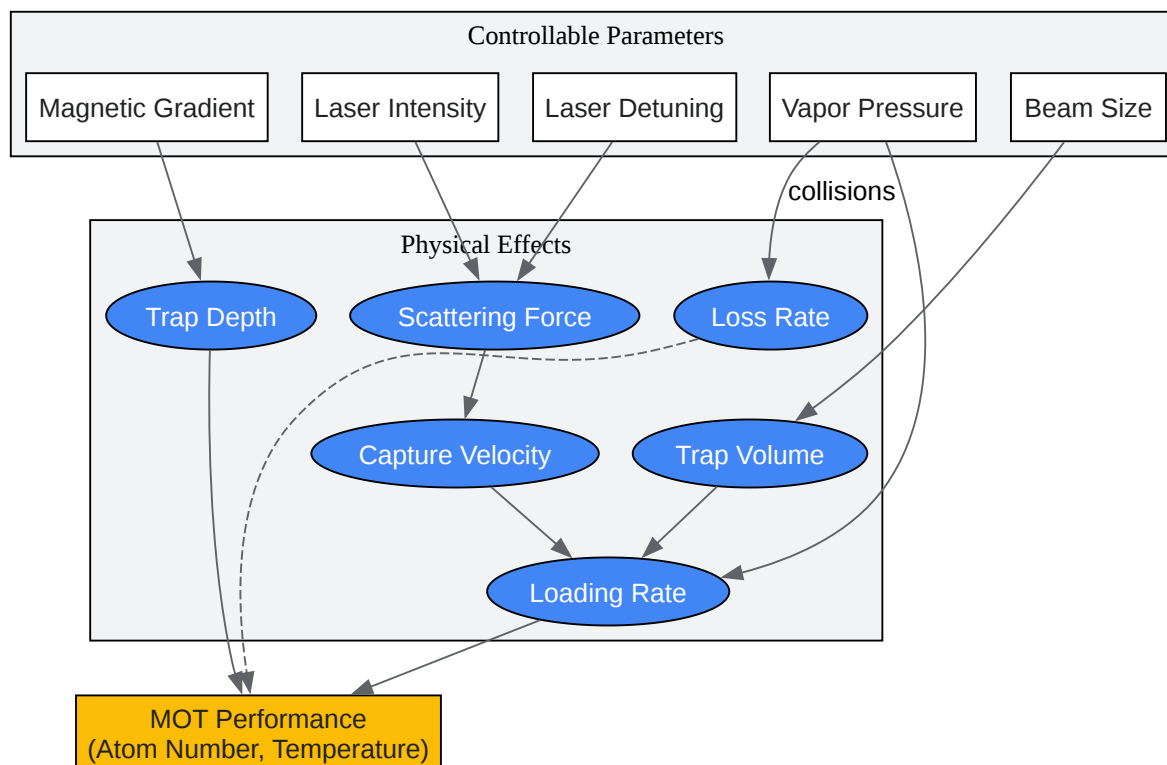 Controllable Parameters
Magnetic Gradient
Laser Intensity
Laser Detuning
Vapor Pressure
Beam Size
collisions
Physical Effects
Trap Depth
Scattering Force
Loss Rate
Capture Velocity
Trap Volume
Loading Rate
MOT Performance
(Atom Number, Temperature)